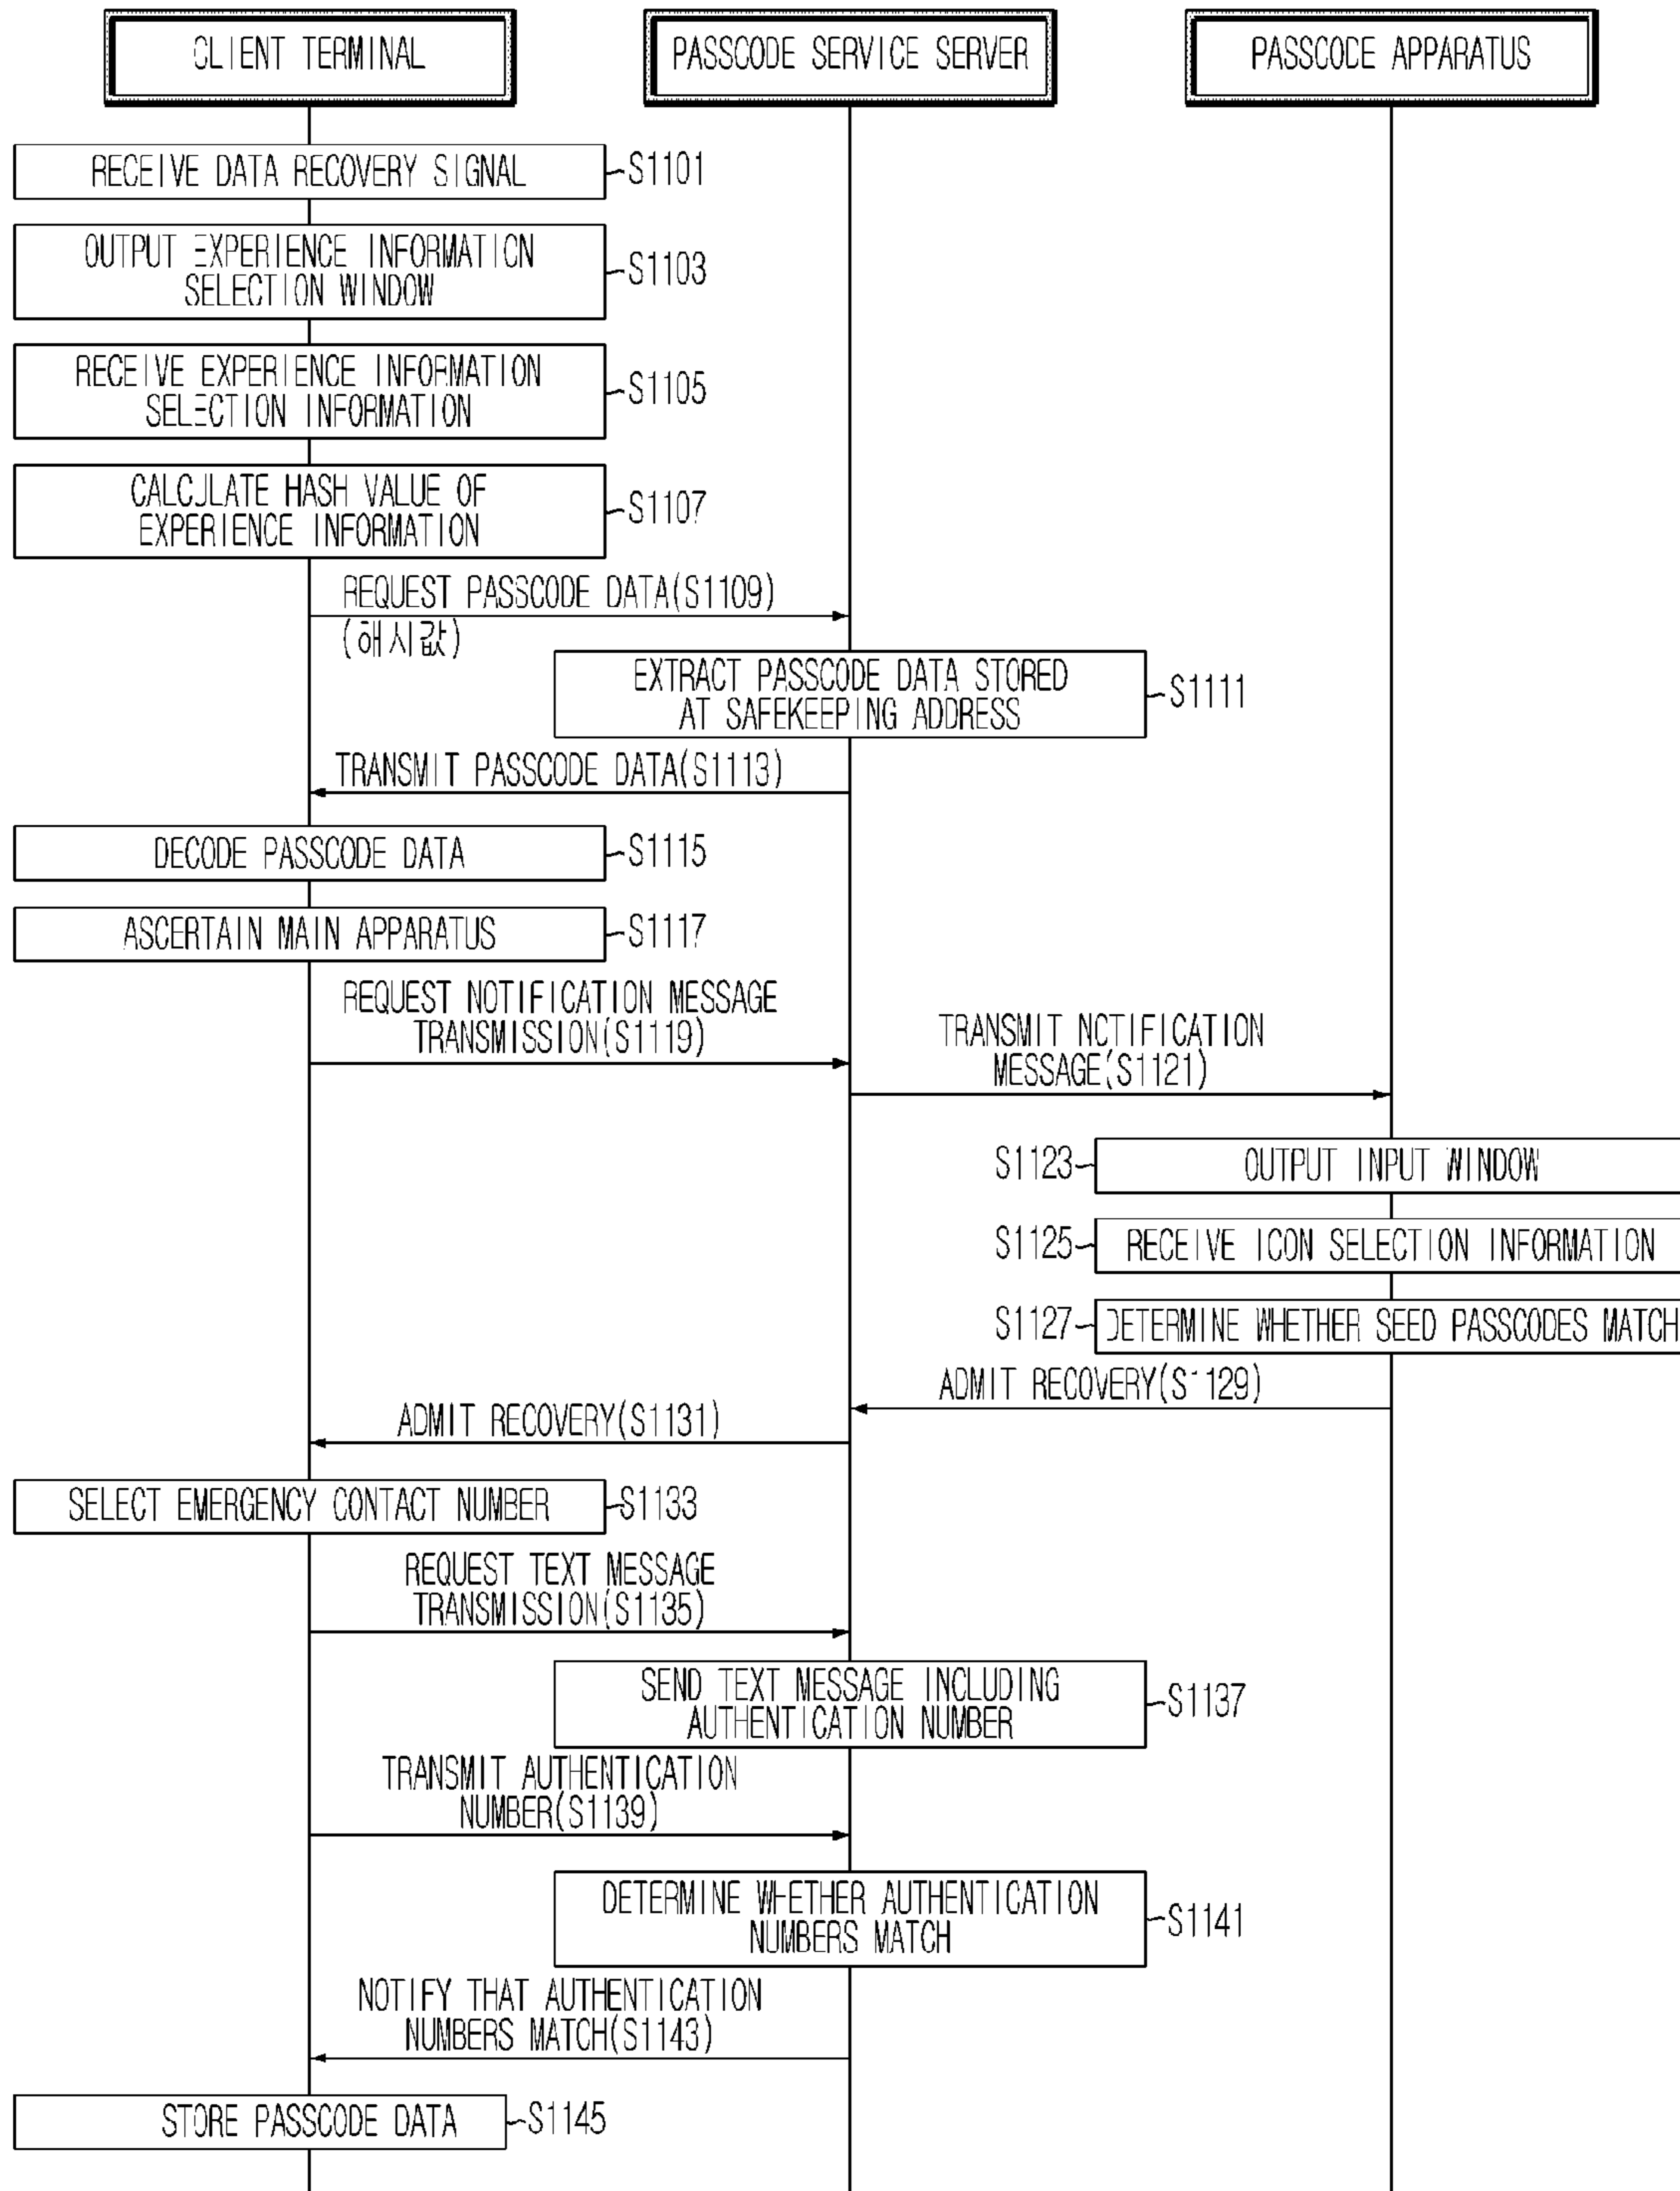 CLIENT TERMINAL
PASSCODE SERVICE SERVER
PASSCODE APPARATUS
RECEIVE DATA RECOVERY SIGNAL
S1101
OUTPUT EXPERIENCE INFORMATION
SELECTION WINDOW
S1103
RECEIVE EXPERIENCE INFORMATION
SELECTION INFORMATION
S1105
CALCULATE HASH VALUE OF
EXPERIENCE INFORMATION
S1107
REQUEST PASSCODE DATA(S1109)
(해시값)
EXTRACT PASSCODE DATA STORED
AT SAFEKEEPING ADDRESS
S1111
TRANSMIT PASSCODE DATA(S1113)
DECODE PASSCODE DATA
S1115
ASCERTAIN MAIN APPARATUS
S1117
REQUEST NOTIFICATION MESSAGE
TRANSMISSION(S1119)
TRANSMIT NOTIFICATION
MESSAGE(S1121)
S1123
OUTPUT INPUT WINDOW
S1125
RECEIVE ICON SELECTION INFORMATION
S1127
DETERMINE WHETHER SEED PASSCODES MATCH
ADMIT RECOVERY(S1129)
ADMIT RECOVERY(S1131)
SELECT EMERGENCY CONTACT NUMBER
S1133
REQUEST TEXT MESSAGE
TRANSMISSION(S1135)
SEND TEXT MESSAGE INCLUDING
AUTHENTICATION NUMBER
S1137
TRANSMIT AUTHENTICATION
NUMBER(S1139)
DETERMINE WHETHER AUTHENTICATION
NUMBERS MATCH
S1141
NOTIFY THAT AUTHENTICATION
NUMBERS MATCH(S1143)
STORE PASSCODE DATA
S1145